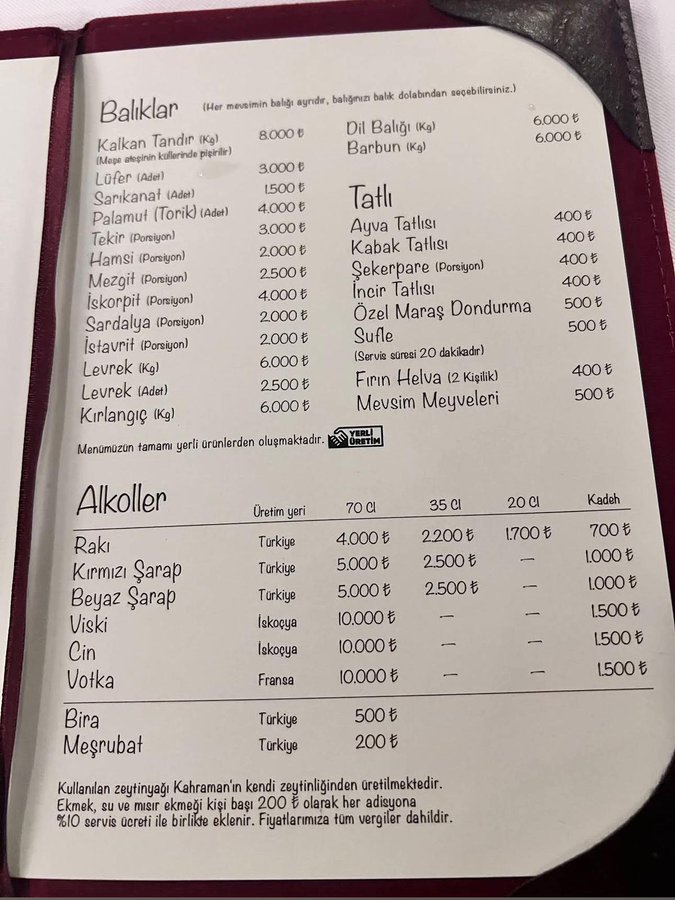 Balıklar (Her mevsimin balığı ayrıdır, balığınızı balık dolabından seçebilirsiniz.)
Kalkan Tandır (Kg) 8.000 ₺
(Meşe ateşinin küllerinde pişirilir)
Lüfer (Adet) 3.000 ₺
Sarıkanat (Adet) 1.500 ₺
Palamut (Torik) (Adet) 4.000 ₺
Tekir (Porsiyon) 3.000 ₺
Hamsi (Porsiyon) 2.000 ₺
Mezgit (Porsiyon) 2.500 ₺
İskorpit (Porsiyon) 4.000 ₺
Sardalya (Porsiyon) 2.000 ₺
İstavrit (Porsiyon) 2.000 ₺
Levrek (Kg) 6.000 ₺
Levrek (Adet) 2.500 ₺
Kırlangıç (Kg) 6.000 ₺
Dil Balığı (Kg) 6.000 ₺
Barbun (Kg) 6.000 ₺
Tatlı
Ayva Tatlısı 400 ₺
Kabak Tatlısı 400 ₺
Şekerpare (Porsiyon) 400 ₺
İncir Tatlısı 400 ₺
Özel Maraş Dondurma 500 ₺
Sufle 500 ₺
(Servis süresi 20 dakikadır)
Fırın Helva (2 Kişilik) 400 ₺
Mevsim Meyveleri 500 ₺
Menümüzün tamamı yerli ürünlerden oluşmaktadır. YERLİ ÜRETİM
Alkoller Üretim yeri 70 Cl 35 Cl 20 Cl Kadeh
Rakı Türkiye 4.000 ₺ 2.200 ₺ 1.700 ₺ 700 ₺
Kırmızı Şarap Türkiye 5.000 ₺ 2.500 ₺ — 1.000 ₺
Beyaz Şarap Türkiye 5.000 ₺ 2.500 ₺ — 1.000 ₺
Viski İskoçya 10.000 ₺ — — 1.500 ₺
Cin İskoçya 10.000 ₺ — — 1.500 ₺
Votka Fransa 10.000 ₺ — — 1.500 ₺
Bira Türkiye 500 ₺
Meşrubat Türkiye 200 ₺
Kullanılan zeytinyağı Kahraman'ın kendi zeytinliğinden üretilmektedir.
Ekmek, su ve mısır ekmeği kişi başı 200 ₺ olarak her adisyona
%10 servis ücreti ile birlikte eklenir. Fiyatlarımıza tüm vergiler dahildir.